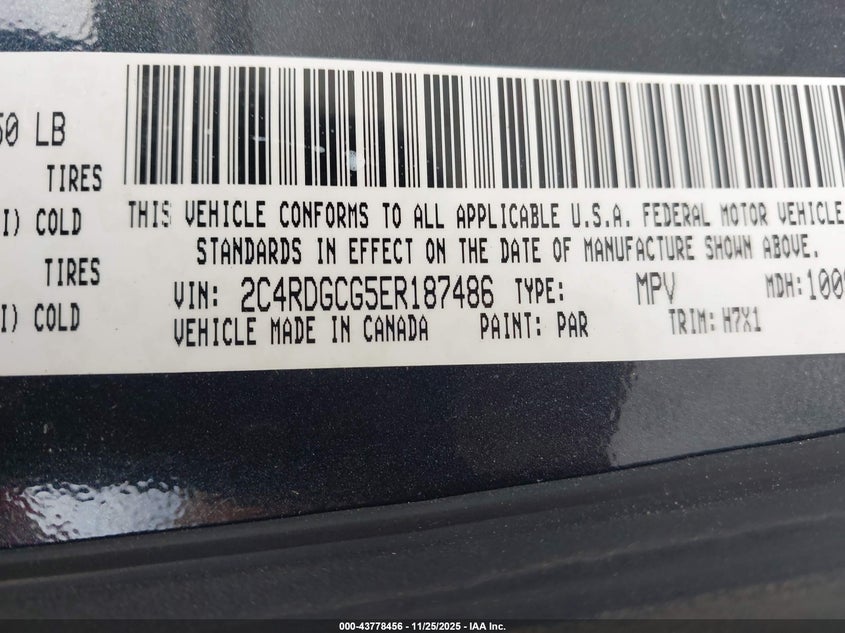 50 LB
TIRES
I) COLD
TIRES
I) COLD
THIS VEHICLE CONFORMS TO ALL APPLICABLE U.S.A. FEDERAL MOTOR VEHICLE
STANDARDS IN EFFECT ON THE DATE OF MANUFACTURE SHOWN ABOVE.
VIN: 2C4RDGCG5ER187486 TYPE: MPV MDH: 1009
VEHICLE MADE IN CANADA PAINT: PAR TRIM: H7X1
000-43778456 - 11/25/2025 - IAA Inc.